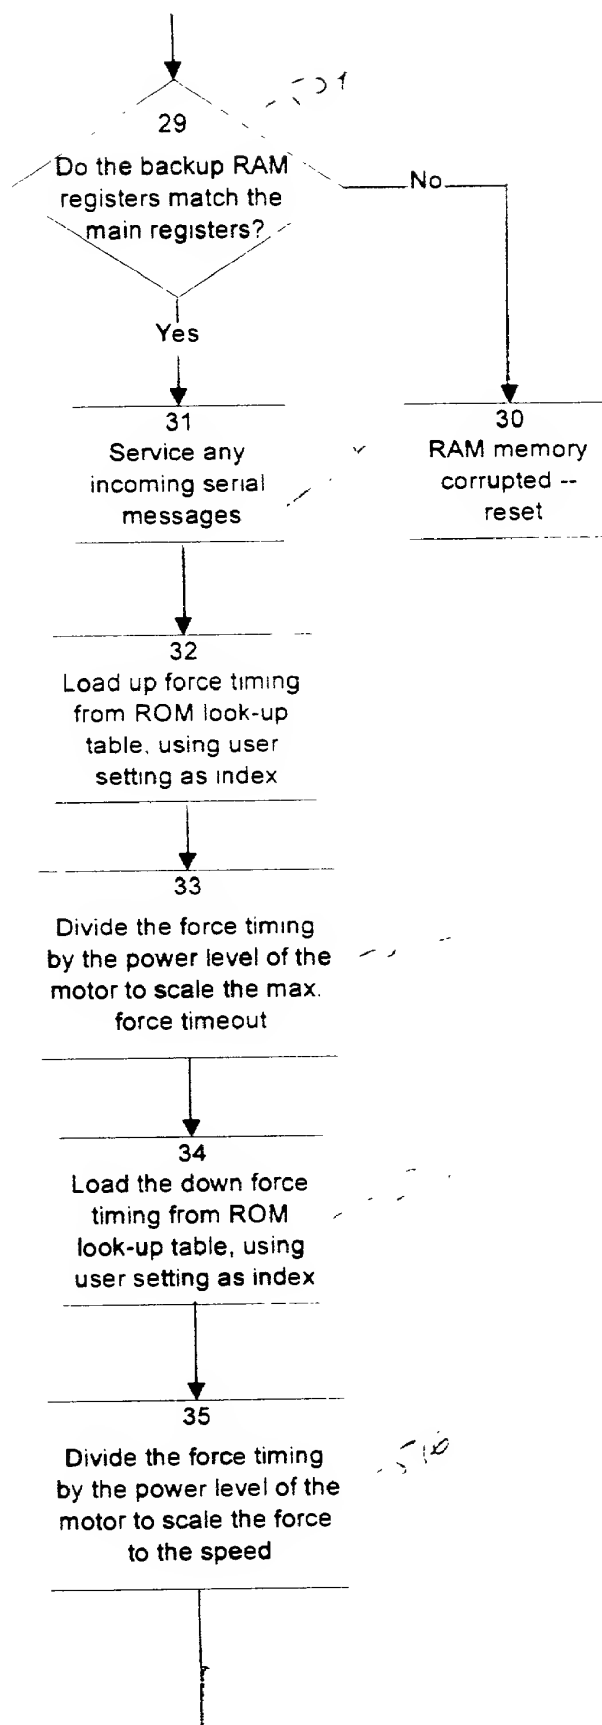 29
Do the backup RAM
registers match the
main registers?
No
Yes
31
Service any
incoming serial
messages
30
RAM memory
corrupted --
reset
32
Load up force timing
from ROM look-up
table, using user
setting as index
33
Divide the force timing
by the power level of the
motor to scale the max.
force timeout
34
Load the down force
timing from ROM
look-up table, using
user setting as index
35
Divide the force timing
by the power level of the
motor to scale the force
to the speed